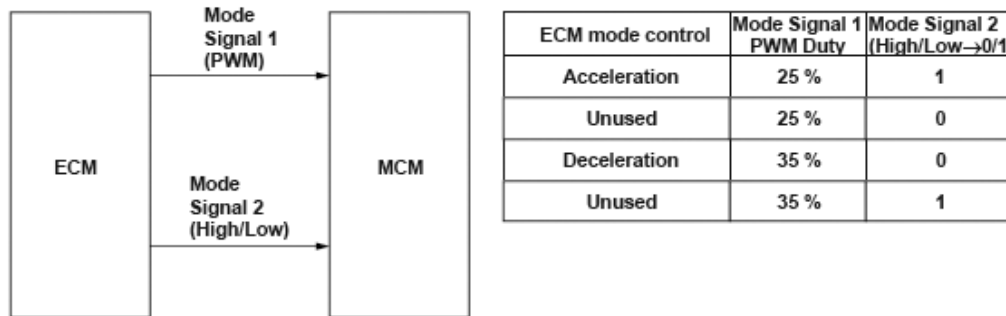 Mode
Signal 1
(PWM)
ECM
MCM
Mode
Signal 2
(High/Low)
ECM mode control Mode Signal 1 PWM Duty Mode Signal 2 (High/Low→0/1
Acceleration 25 % 1
Unused 25 % 0
Deceleration 35 % 0
Unused 35 % 1